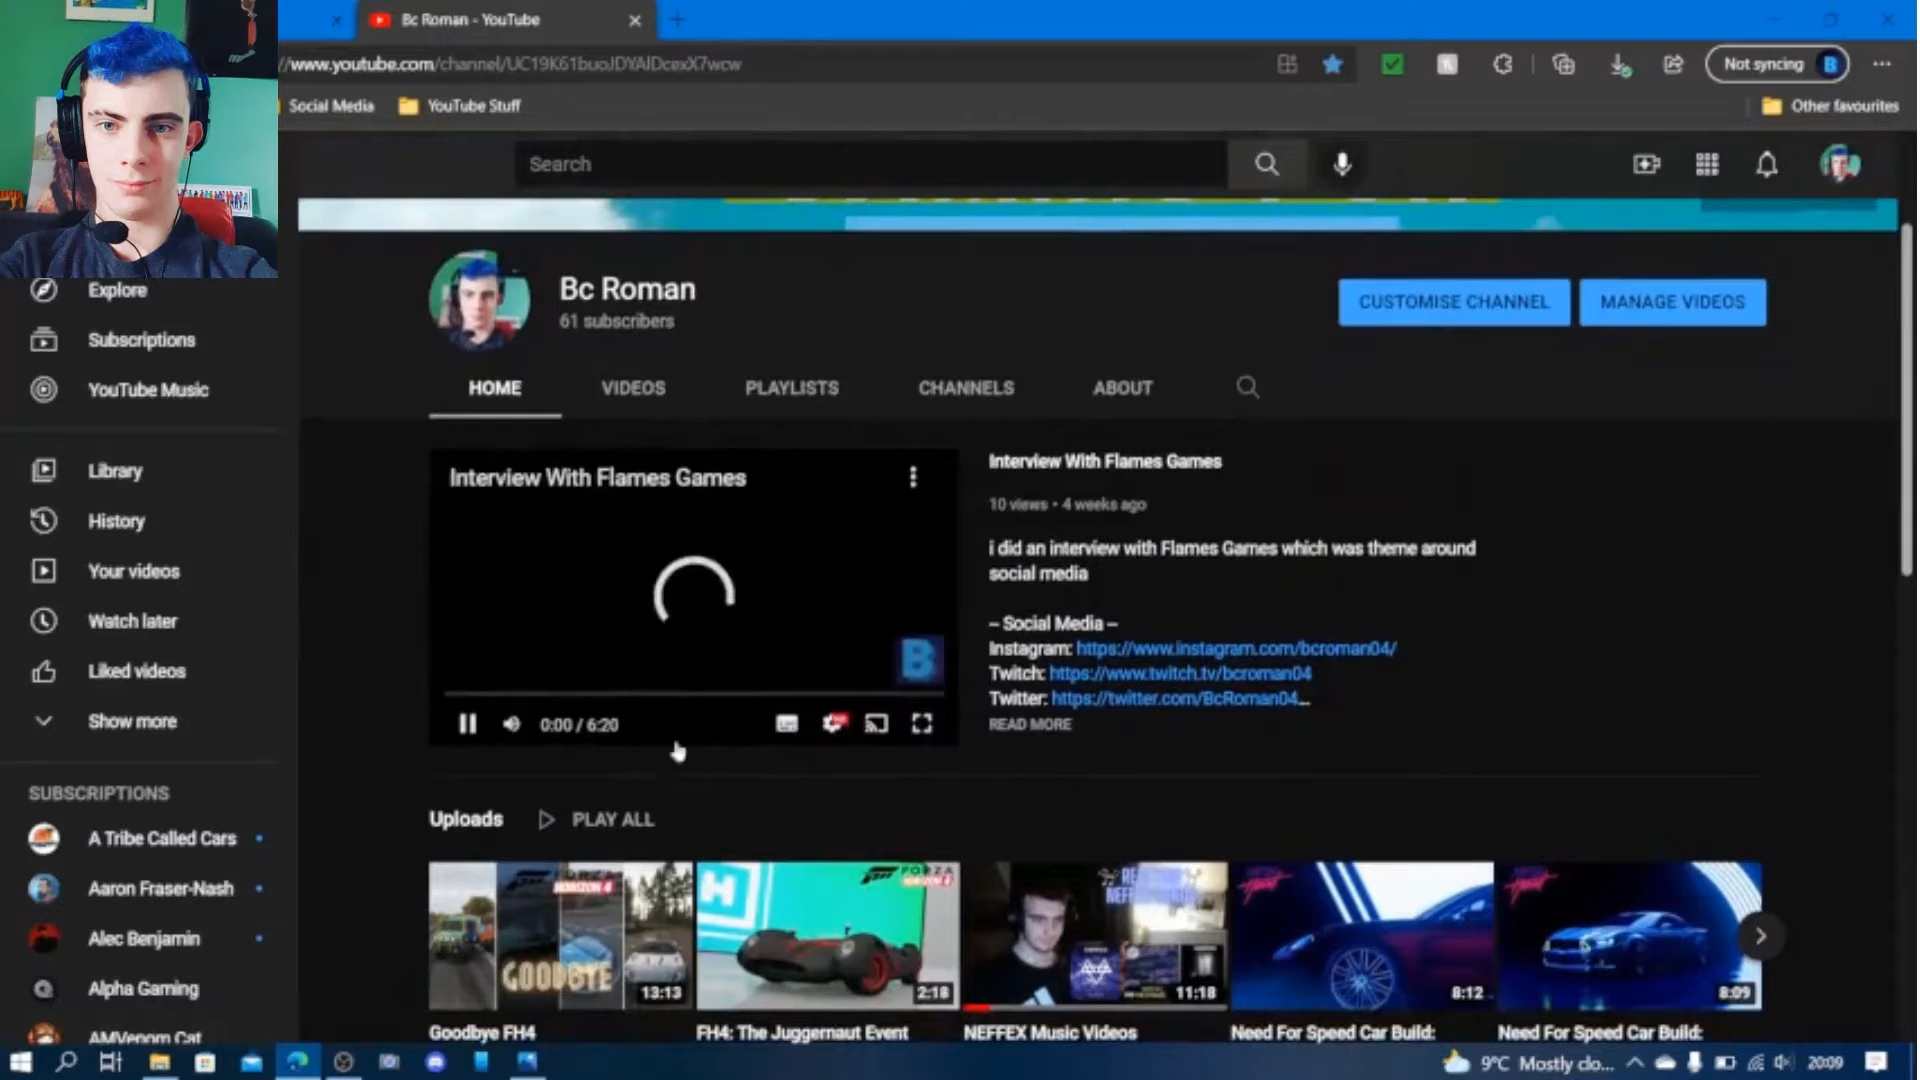 Bc Roman - YouTube
//www.youtube.com/channel/UC19K61buoJDYAlDcexX7wcw
Not syncing
B
Social Media
YouTube Stuff
Other favourites
Search
Bc Roman
61 subscribers
CUSTOMISE CHANNEL
MANAGE VIDEOS
HOME
VIDEOS
PLAYLISTS
CHANNELS
ABOUT
Explore
Subscriptions
YouTube Music
Library
History
Your videos
Watch later
Liked videos
Show more
SUBSCRIPTIONS
A Tribe Called Cars
Aaron Fraser-Nash
Alec Benjamin
Alpha Gaming
AMVenom Cat
Interview With Flames Games
B
0:00 / 6:20
Interview With Flames Games
10 views • 4 weeks ago
i did an interview with Flames Games which was theme around
social media
-- Social Media --
Instagram: https://www.instagram.com/bcroman04/
Twitch: https://www.twitch.tv/bcroman04
Twitter: https://twitter.com/BcRoman04...
READ MORE
Uploads
PLAY ALL
HORIZON 4
GOODBYE
13:13
Goodbye FH4
FORZA
HORIZON 4
2:18
FH4: The Juggernaut Event
11:18
NEFFEX Music Videos
8:12
Need For Speed Car Build:
8:09
Need For Speed Car Build:
9°C Mostly clo...
20:09